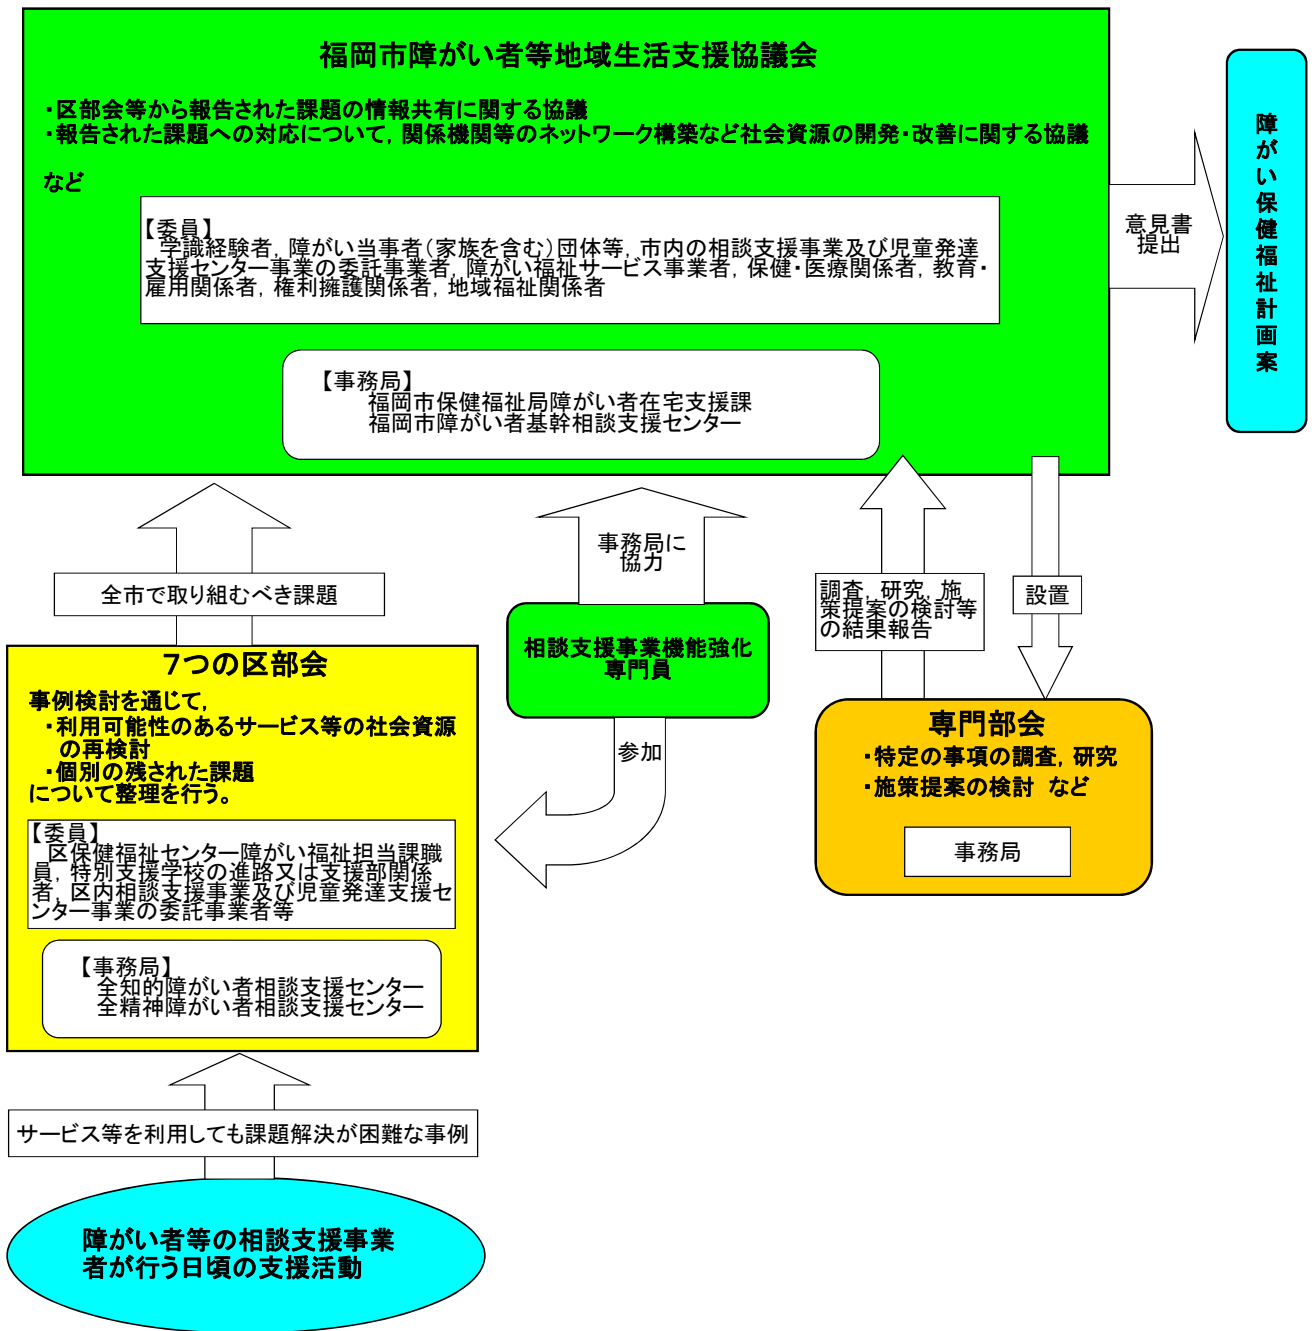 福岡市障がい者等地域生活支援協議会
・区部会等から報告された課題の情報共有に関する協議
・報告された課題への対応について，関係機関等のネットワーク構築など社会資源の開発・改善に関する協議
など
【委員】
学識経験者，障がい当事者（家族を含む）団体等，市内の相談支援事業及び児童発達
支援センター事業の委託事業者，障がい福祉サービス事業者，保健・医療関係者，教育・
雇用関係者，権利擁護関係者，地域福祉関係者
【事務局】
福岡市保健福祉局障がい者在宅支援課
福岡市障がい者基幹相談支援センター
意見書
提出
障がい保健福祉計画案
全市で取り組むべき課題
事務局に
協力
調査，研究，施
策提案の検討等
の結果報告
設置
相談支援事業機能強化
専門員
参加
7つの区部会
事例検討を通じて，
・利用可能性のあるサービス等の社会資源
の再検討
・個別の残された課題
について整理を行う。
【委員】
区保健福祉センター障がい福祉担当課職
員，特別支援学校の進路又は支援部関係
者，区内相談支援事業及び児童発達支援セ
ンター事業の委託事業者等
【事務局】
全知的障がい者相談支援センター
全精神障がい者相談支援センター
専門部会
・特定の事項の調査，研究
・施策提案の検討 など
事務局
サービス等を利用しても課題解決が困難な事例
障がい者等の相談支援事業
者が行う日頃の支援活動